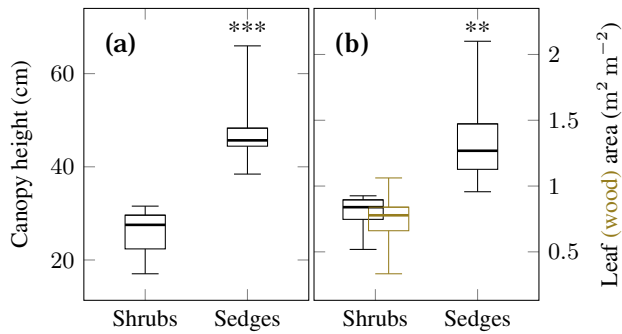 (a)
(b)
***
**
Canopy height (cm)
60
40
20
2
1.5
1
0.5
Leaf (wood) area (m² m⁻²)
Shrubs
Sedges
Shrubs
Sedges